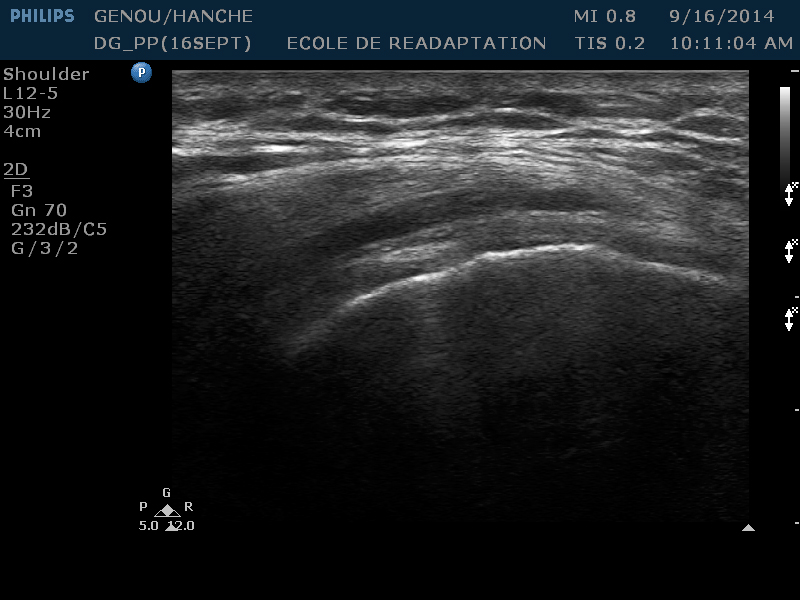 PHILIPS GENOU/HANCHE MI 0.8 9/16/2014
DG_PP(16SEPT) ECOLE DE READAPTATION TIS 0.2 10:11:04 AM
Shoulder
L12-5
30Hz
4cm
P
2D
F3
Gn 70
232dB/C5
G/3/2
G
P R
5.0 12.0